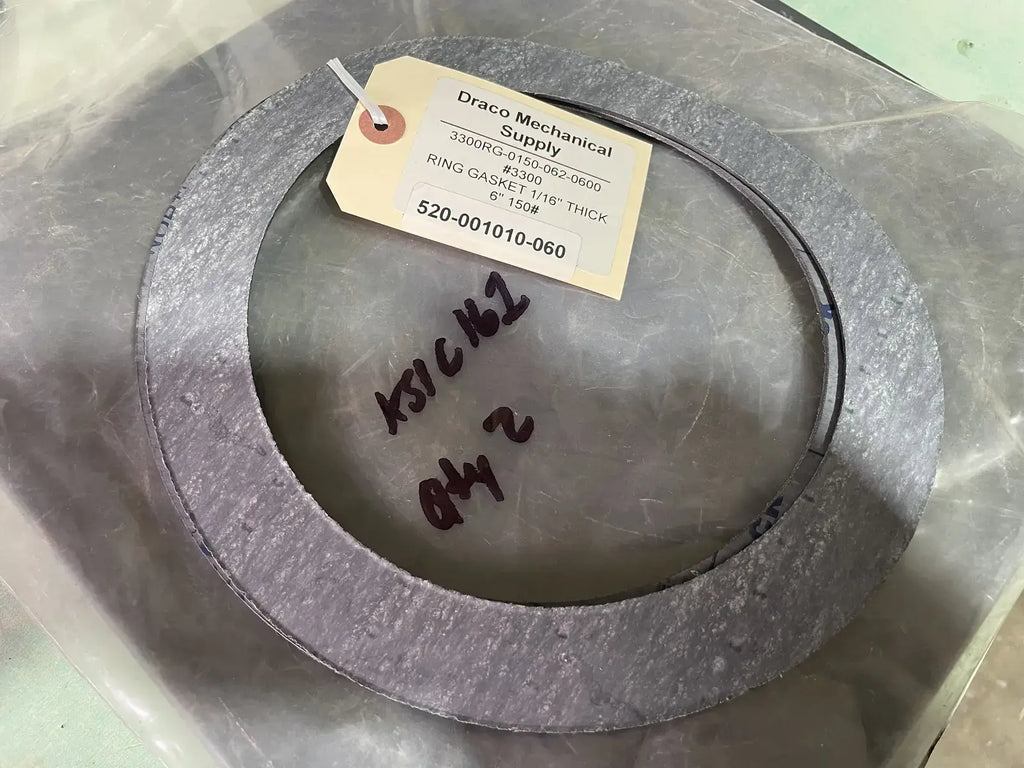 Draco Mechanical
Supply
3300RG-0150-062-0600
#3300
RING GASKET 1/16" THICK
6" 150#
520-001010-060
KS1C162
Qty 2